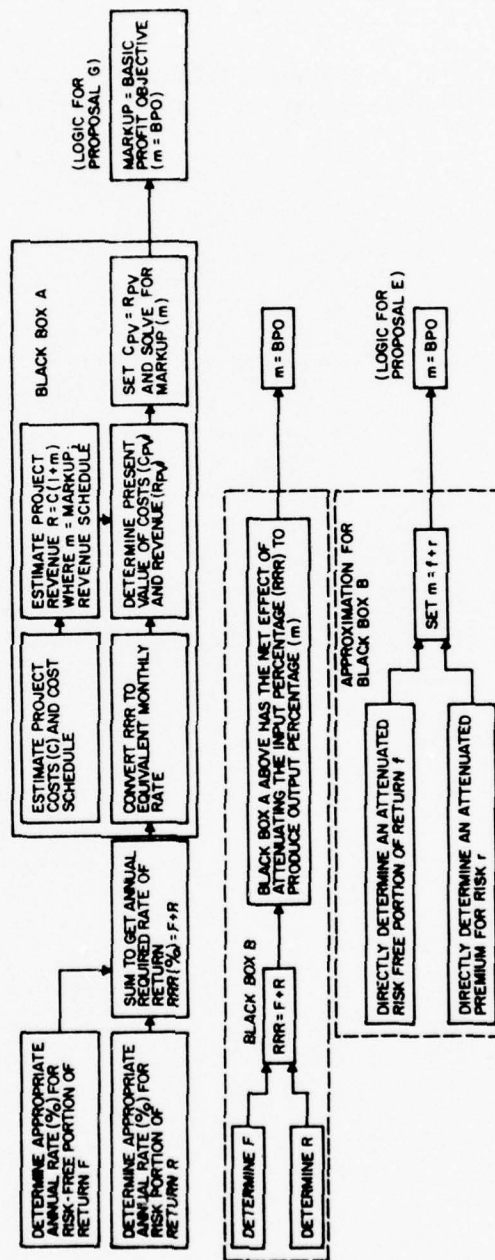 DETERMINE APPROPRIATE
ANNUAL RATE (%) FOR
RISK-FREE PORTION OF
RETURN F
DETERMINE APPROPRIATE
ANNUAL RATE (%) FOR
RISK PORTION OF
RETURN R
SUM TO GET ANNUAL
REQUIRED RATE OF
RETURN
RRR (%) = F+R
ESTIMATE PROJECT
COSTS (C) AND COST
SCHEDULE
ESTIMATE PROJECT
REVENUE R = C(1+m)
WHERE m = MARKUP;
REVENUE SCHEDULE
BLACK BOX A
CONVERT RRR TO
EQUIVALENT MONTHLY
RATE
DETERMINE PRESENT
VALUE OF COSTS (CPV)
AND REVENUE (RPV)
SET CPV = RPV
AND SOLVE FOR
MARKUP (m)
(LOGIC FOR
PROPOSAL G)
MARKUP = BASIC
PROFIT OBJECTIVE
(m = BPO)
DETERMINE F
DETERMINE R
BLACK BOX B
RRR = F+R
BLACK BOX A ABOVE HAS THE NET EFFECT OF
ATTENUATING THE INPUT PERCENTAGE (RRR) TO
PRODUCE OUTPUT PERCENTAGE (m)
m = BPO
APPROXIMATION FOR
BLACK BOX B
DIRECTLY DETERMINE AN ATTENUATED
RISK FREE PORTION OF RETURN f
DIRECTLY DETERMINE AN ATTENUATED
PREMIUM FOR RISK r
SET m = f+r
(LOGIC FOR
PROPOSAL E)
m = BPO